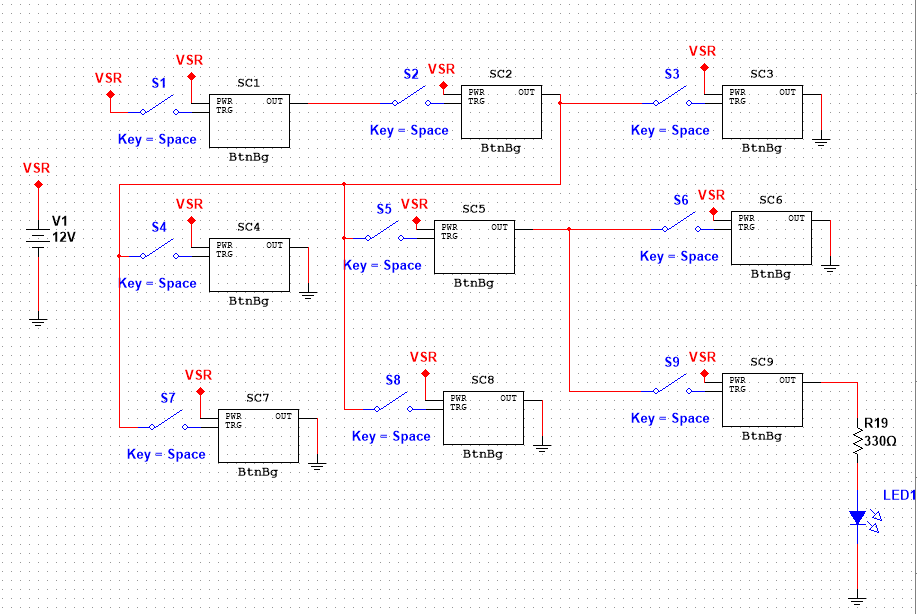 VSR
S1
VSR
SC1
PWR
TRG
OUT
Key = Space
BtnBg
S2
VSR
SC2
PWR
TRG
OUT
Key = Space
BtnBg
VSR
S3
SC3
PWR
TRG
OUT
Key = Space
BtnBg
VSR
V1
12V
VSR
S4
SC4
PWR
TRG
OUT
Key = Space
BtnBg
S5
VSR
SC5
PWR
TRG
OUT
Key = Space
BtnBg
S6
VSR
SC6
PWR
TRG
OUT
Key = Space
BtnBg
VSR
S7
SC7
PWR
TRG
OUT
Key = Space
BtnBg
VSR
S8
SC8
PWR
TRG
OUT
Key = Space
BtnBg
S9
VSR
SC9
PWR
TRG
OUT
Key = Space
BtnBg
R19
330Ω
LED1